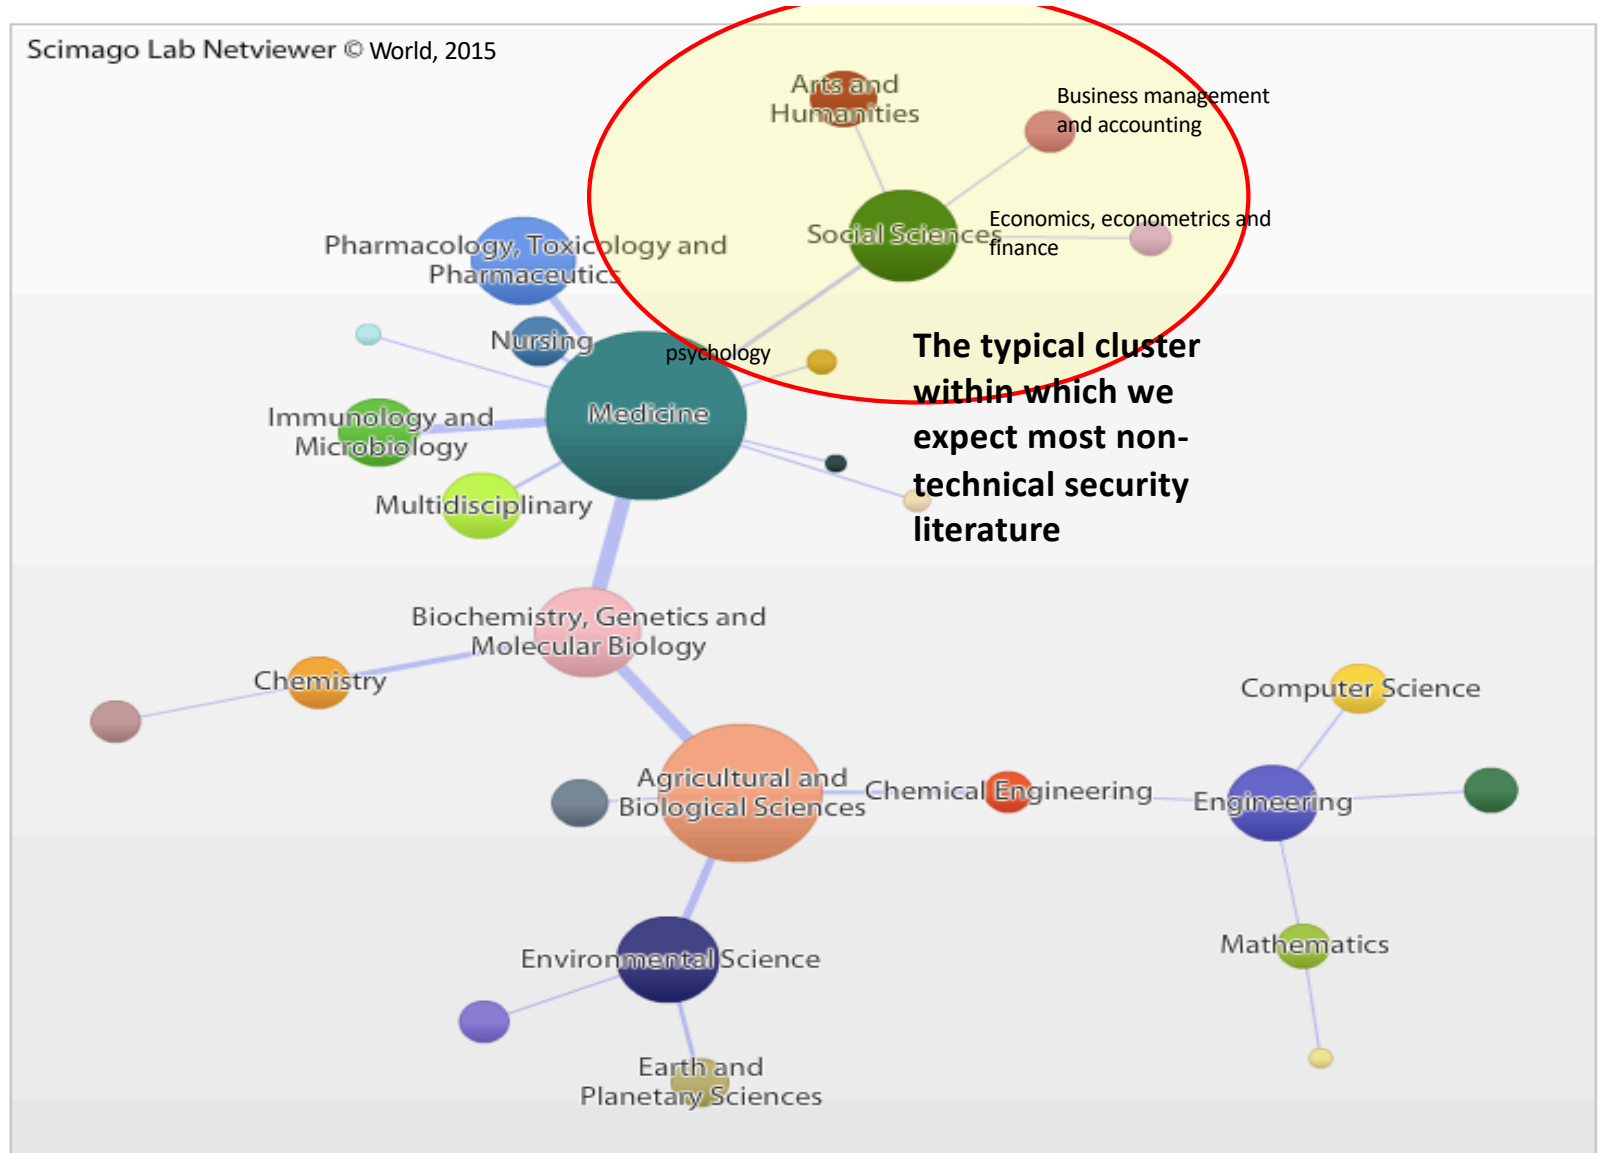 Scimago Lab Netviewer © World, 2015
Arts and
Humanities
Business management
and accounting
Social Sciences
Economics, econometrics and
finance
Pharmacology, Toxicology and
Pharmaceutics
Nursing
psychology
The typical cluster
within which we
expect most non-
technical security
literature
Medicine
Immunology and
Microbiology
Multidisciplinary
Biochemistry, Genetics and
Molecular Biology
Chemistry
Computer Science
Agricultural and
Biological Sciences
Chemical Engineering
Engineering
Environmental Science
Mathematics
Earth and
Planetary Sciences